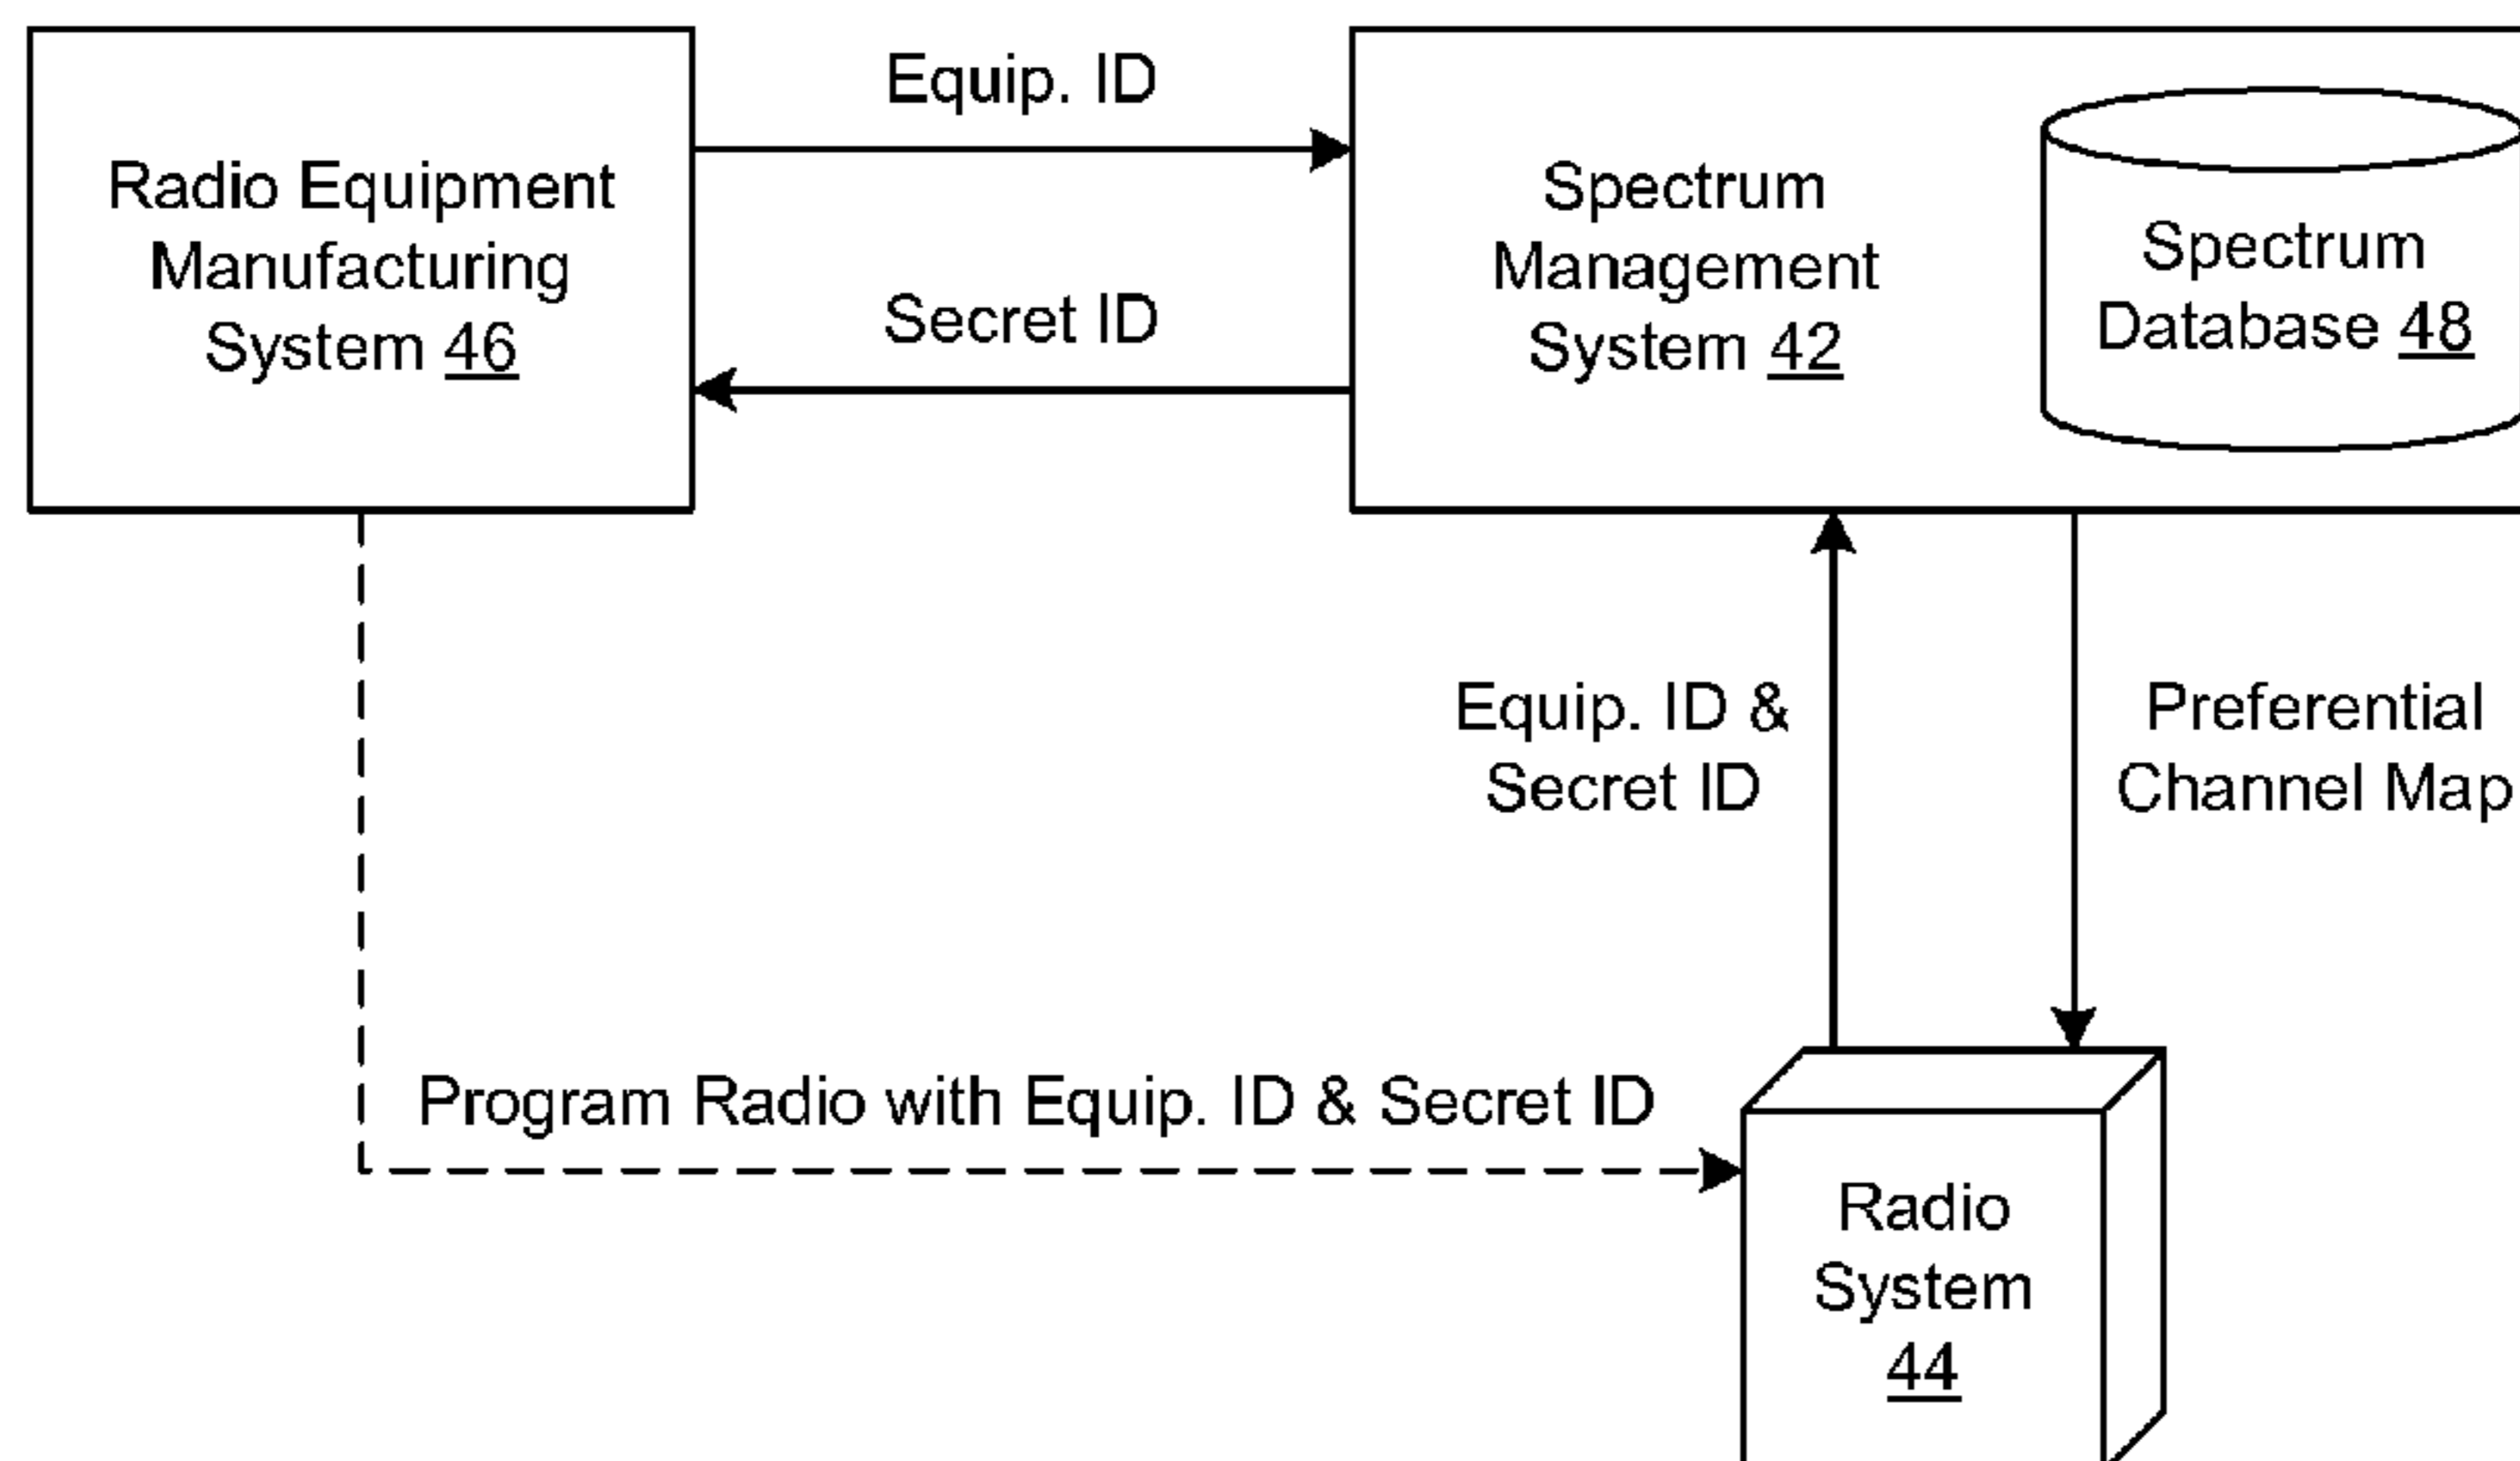 Equip. ID
Radio Equipment
Manufacturing
System 46
Secret ID
Spectrum
Management
System 42
Spectrum
Database 48
Equip. ID &
Secret ID
Preferential
Channel Map
Program Radio with Equip. ID & Secret ID
Radio
System
44